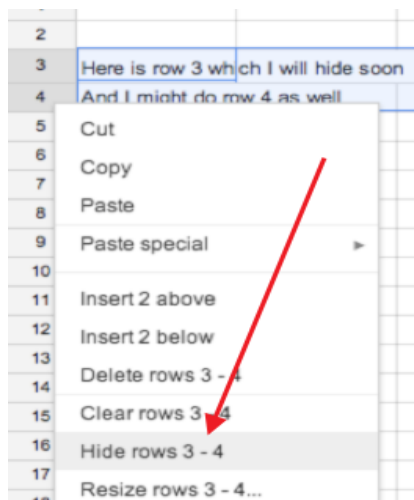 2
3 Here is row 3 which I will hide soon
4 And I might do row 4 as well
5 Cut
6 Copy
7
8 Paste
9 Paste special
10
11 Insert 2 above
12 Insert 2 below
13
14 Delete rows 3 - 4
15 Clear rows 3 - 4
16 Hide rows 3 - 4
17
Resize rows 3 - 4...